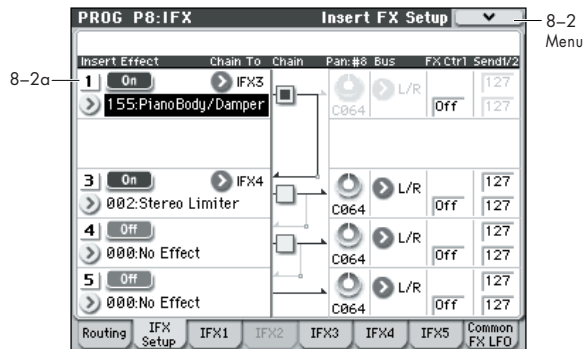 PROG P8:IFX Insert FX Setup
8–2
Menu
Insert Effect Chain To Chain Pan:#8 Bus FX Ctrl Send1/2
8–2a
1 On IFX3 L/R 127
155:PianoBody/Damper C064 Off 127
3 On IFX4 L/R 127
002:Stereo Limiter C064 Off 127
4 Off L/R 127
000:No Effect C064 Off 127
5 Off L/R 127
000:No Effect C064 Off 127
Routing IFX Setup IFX1 IFX2 IFX3 IFX4 IFX5 Common FX LFO